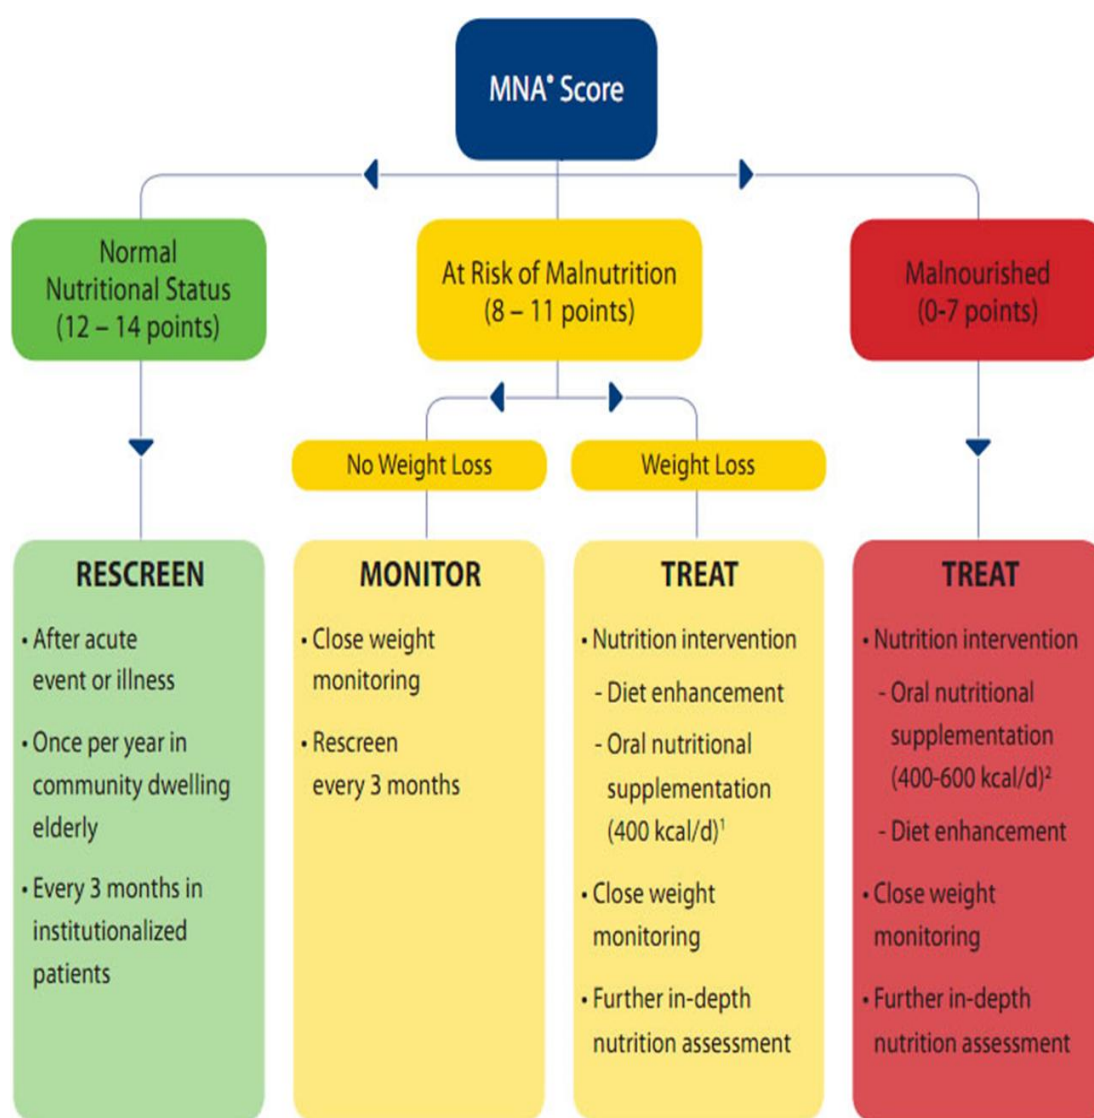 MNA® Score
Normal
Nutritional Status
(12 – 14 points)
At Risk of Malnutrition
(8 – 11 points)
Malnourished
(0-7 points)
No Weight Loss
Weight Loss
RESCREEN
• After acute
event or illness
• Once per year in
community dwelling
elderly
• Every 3 months in
institutionalized
patients
MONITOR
• Close weight
monitoring
• Rescreen
every 3 months
TREAT
• Nutrition intervention
- Diet enhancement
- Oral nutritional
supplementation
(400 kcal/d)¹
• Close weight
monitoring
• Further in-depth
nutrition assessment
TREAT
• Nutrition intervention
- Oral nutritional
supplementation
(400-600 kcal/d)²
- Diet enhancement
• Close weight
monitoring
• Further in-depth
nutrition assessment